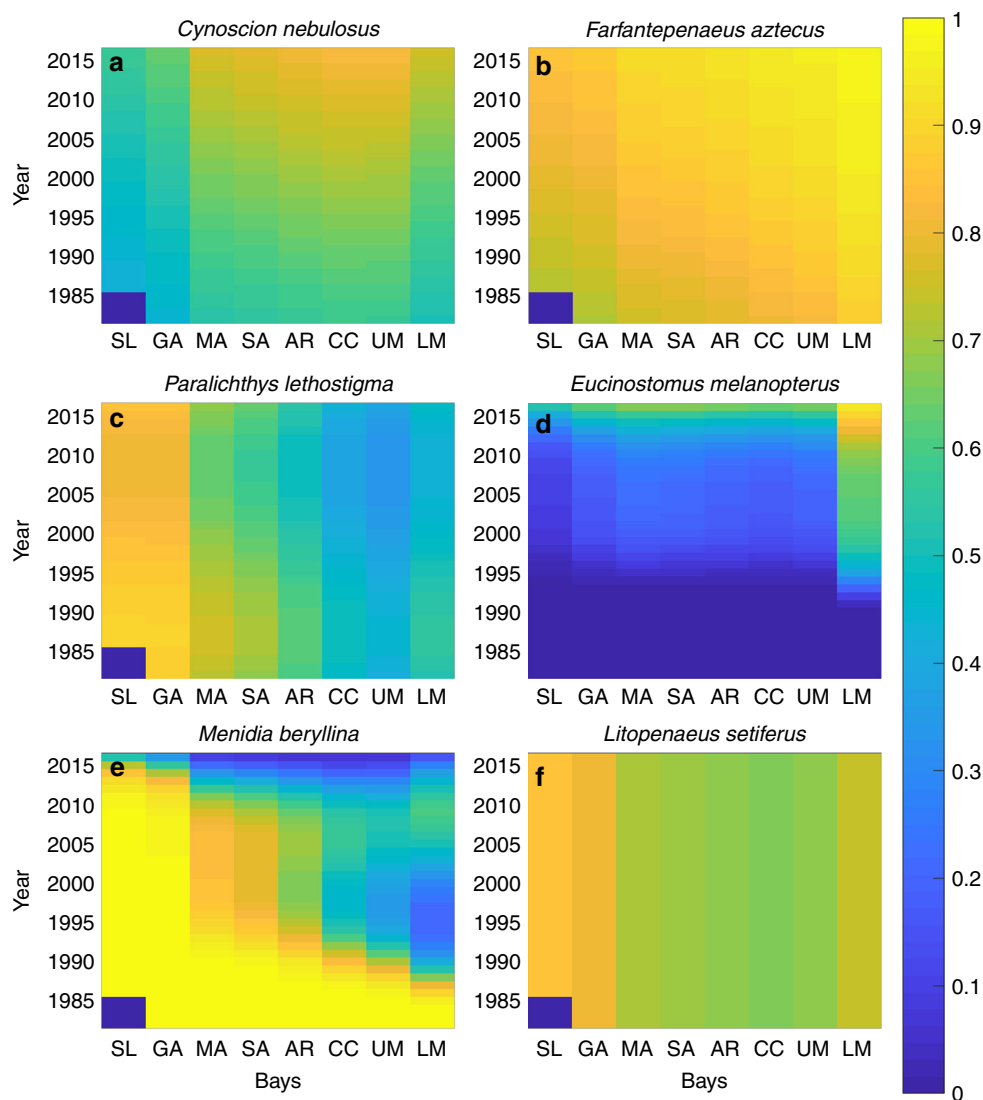 Cynoscion nebulosus
Farfantepenaeus aztecus
a
b
Year
2015
2010
2005
2000
1995
1990
1985
2015
2010
2005
2000
1995
1990
1985
SL GA MA SA AR CC UM LM
SL GA MA SA AR CC UM LM
Paralichthys lethostigma
Eucinostomus melanopterus
c
d
Year
2015
2010
2005
2000
1995
1990
1985
2015
2010
2005
2000
1995
1990
1985
SL GA MA SA AR CC UM LM
SL GA MA SA AR CC UM LM
Menidia beryllina
Litopenaeus setiferus
e
f
Year
2015
2010
2005
2000
1995
1990
1985
2015
2010
2005
2000
1995
1990
1985
SL GA MA SA AR CC UM LM
SL GA MA SA AR CC UM LM
Bays
Bays
1
0.9
0.8
0.7
0.6
0.5
0.4
0.3
0.2
0.1
0